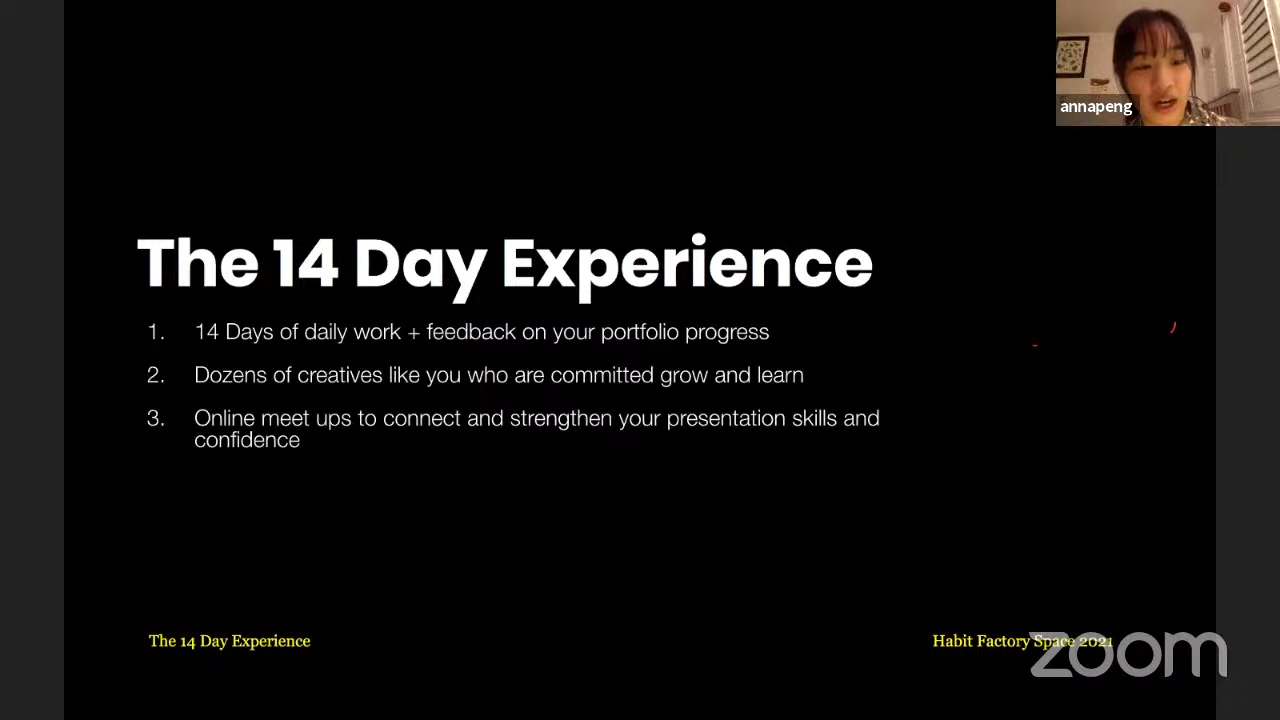 annapeng
The 14 Day Experience
1. 14 Days of daily work + feedback on your portfolio progress
2. Dozens of creatives like you who are committed grow and learn
3. Online meet ups to connect and strengthen your presentation skills and
confidence
The 14 Day Experience
Habit Factory Space 2021
zoom